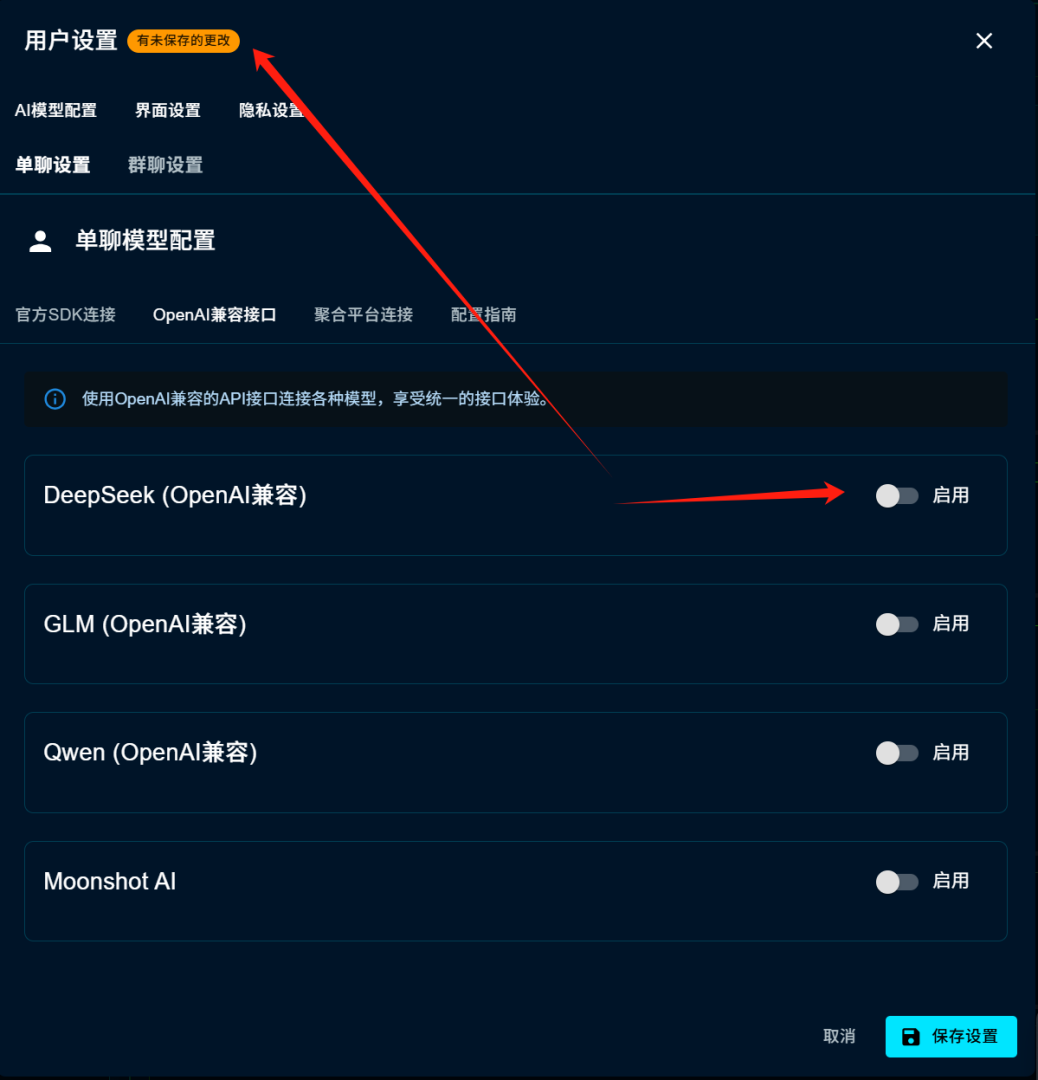 用户设置 有未保存的更改
AI模型配置 界面设置 隐私设置
单聊设置 群聊设置
单聊模型配置
官方SDK连接 OpenAI兼容接口 聚合平台连接 配置指南
使用OpenAI兼容的API接口连接各种模型，享受统一的接口体验。
DeepSeek (OpenAI兼容) 启用
GLM (OpenAI兼容) 启用
Qwen (OpenAI兼容) 启用
Moonshot AI 启用
取消 保存设置